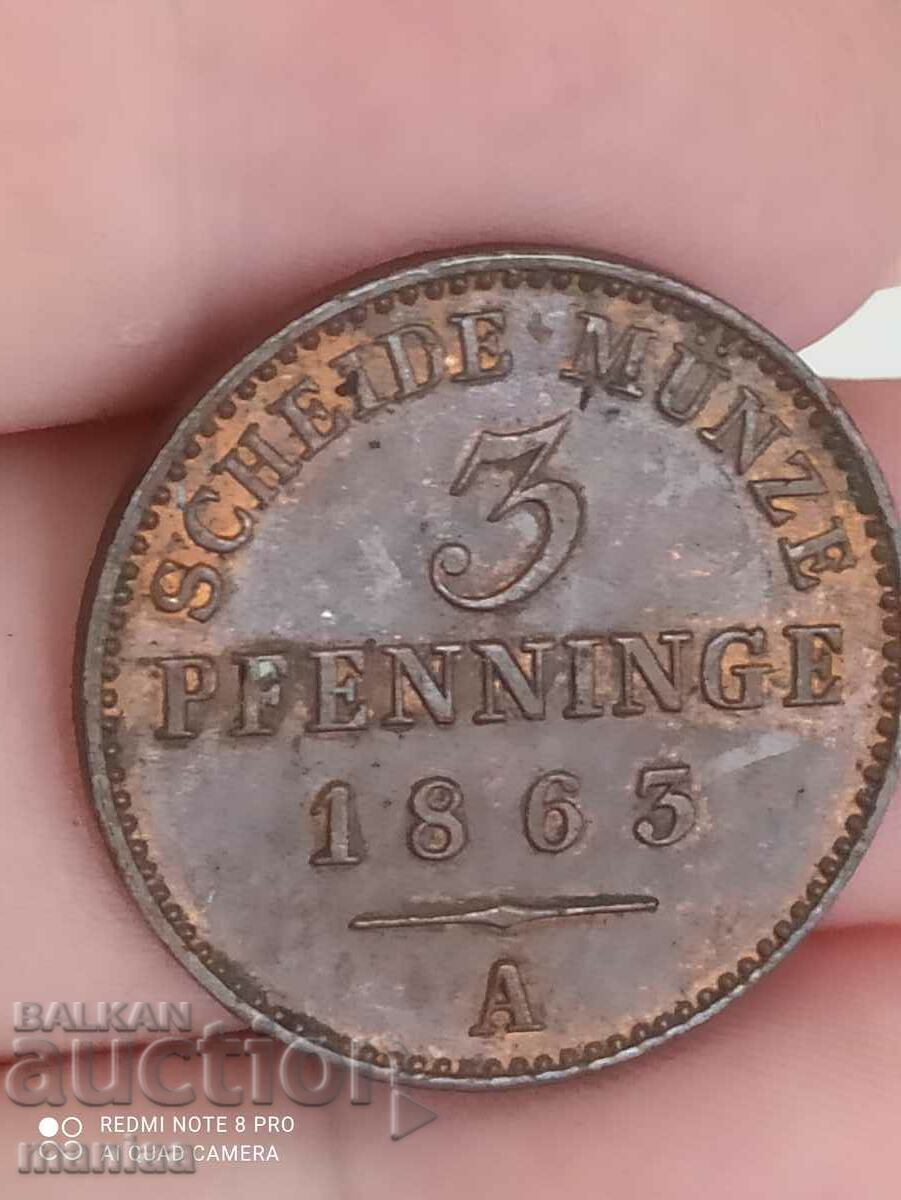 SCHEIDE · MÜNZE
3
PFENNINGE
1863
A
BALKAN
auction
REDMI NOTE 8 PRO
AI QUAD CAMERA